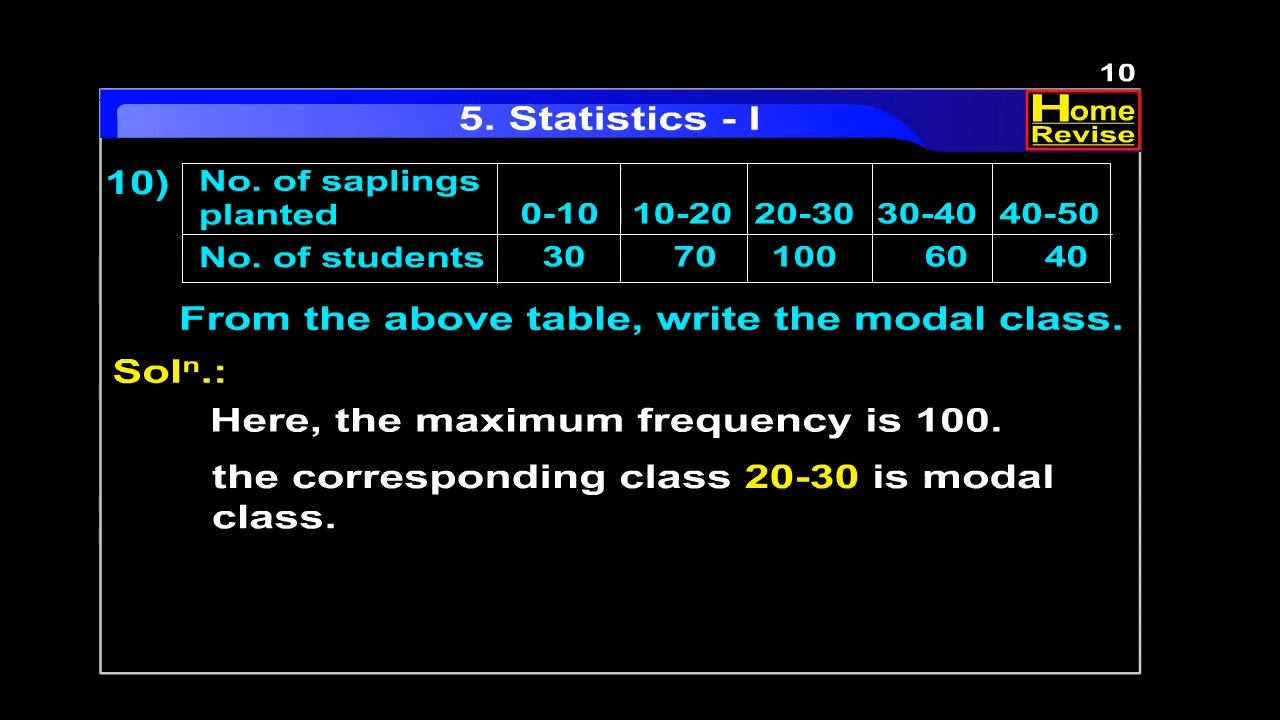 10
5. Statistics - I
Home
Revise
10) No. of saplings
planted 0-10 10-20 20-30 30-40 40-50
No. of students 30 70 100 60 40
From the above table, write the modal class.
Solⁿ.:
Here, the maximum frequency is 100.
the corresponding class 20-30 is modal
class.